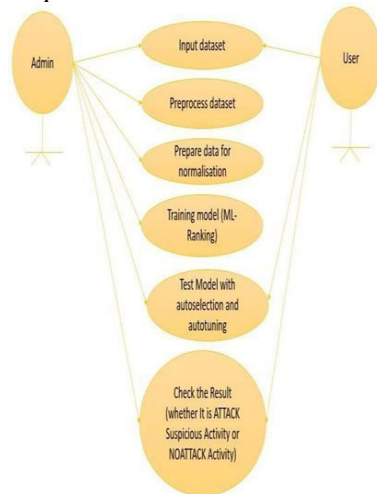 Input dataset
Admin
User
Preprocess dataset
Prepare data for
normalisation
Training model (ML-
Ranking)
Test Model with
autoselection and
autotuning
Check the Result
(whether It is ATTACK
Suspicious Activity or
NOATTACK Activity)